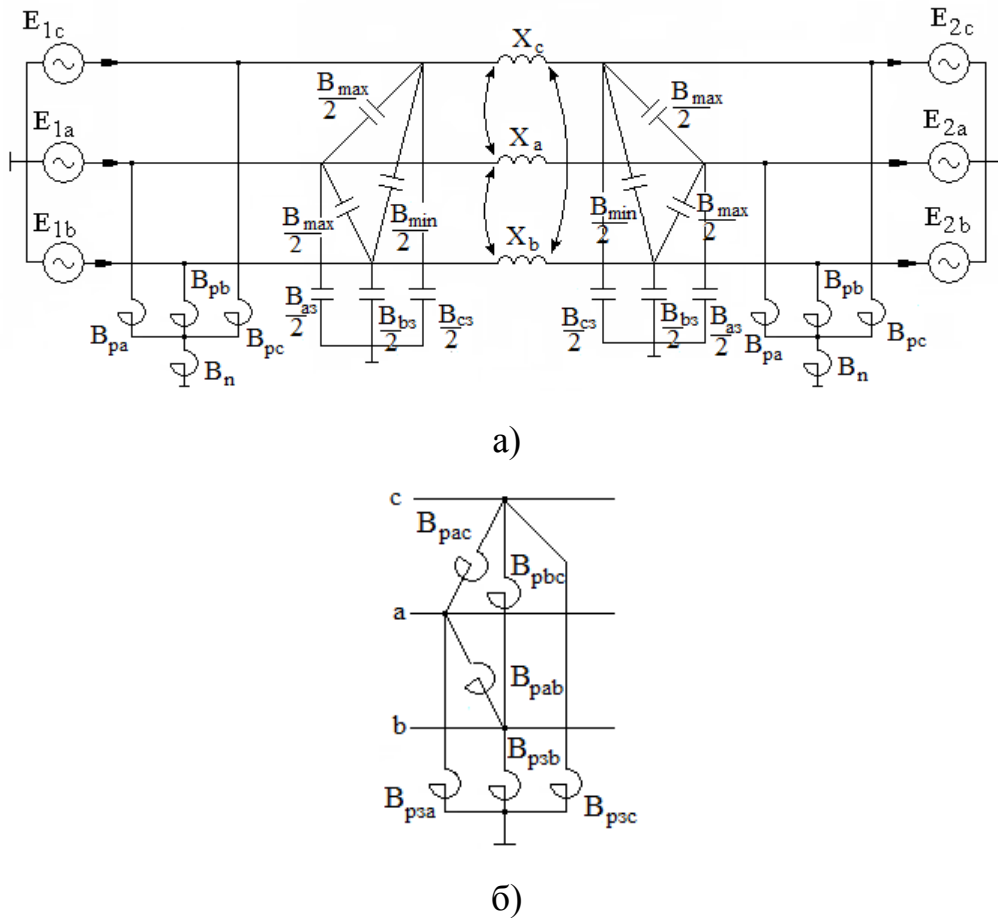 E1c
Xc
E2c
Bmax/2
Bmax/2
E1a
Xa
E2a
Bmax/2
Bmin/2
Bmin/2
Bmax/2
E1b
Xb
E2b
Bpb
Bpb
Baз/2
Bbз/2
Bcз/2
Bcз/2
Bbз/2
Baз/2
Bpa
Bpc
Bpa
Bpc
Bn
Bn
а)
c
Bpac
Bpbc
a
Bpab
b
Bpзb
Bpзa
Bpзc
б)